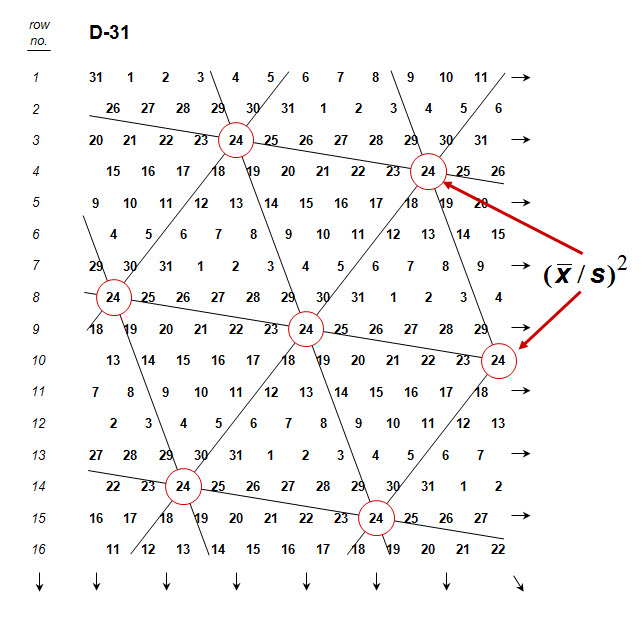 row
no.
D-31
1 31 1 2 3 4 5 6 7 8 9 10 11
2 26 27 28 29 30 31 1 2 3 4 5 6
3 20 21 22 23 24 25 26 27 28 29 30 31
4 15 16 17 18 19 20 21 22 23 24 25 26
5 9 10 11 12 13 14 15 16 17 18 19 20
6 4 5 6 7 8 9 10 11 12 13 14 15
(x̅ / s)²
7 29 30 31 1 2 3 4 5 6 7 8 9
8 24 25 26 27 28 29 30 31 1 2 3 4
9 18 19 20 21 22 23 24 25 26 27 28 29
10 13 14 15 16 17 18 19 20 21 22 23 24
11 7 8 9 10 11 12 13 14 15 16 17 18
12 2 3 4 5 6 7 8 9 10 11 12 13
13 27 28 29 30 31 1 2 3 4 5 6 7
14 22 23 24 25 26 27 28 29 30 31 1 2
15 16 17 18 19 20 21 22 23 24 25 26 27
16 11 12 13 14 15 16 17 18 19 20 21 22